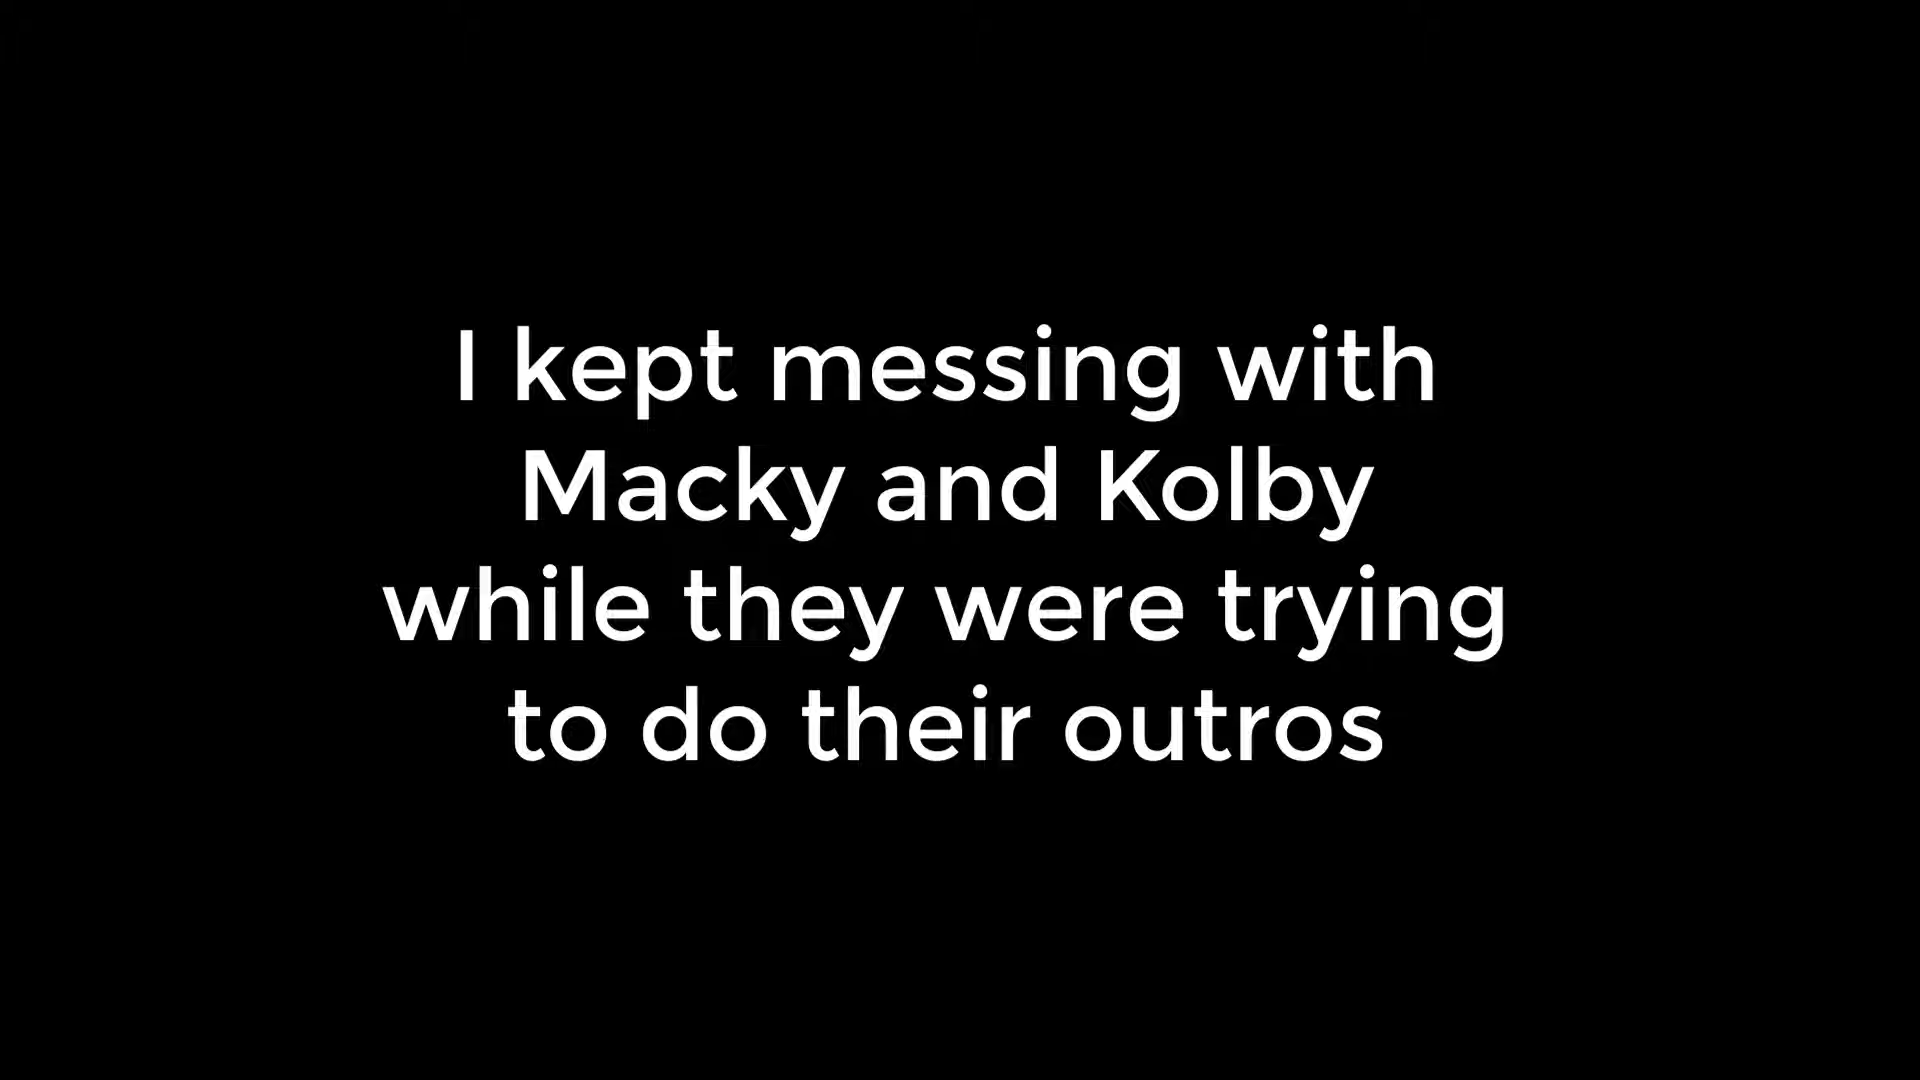 I kept messing with
Macky and Kolby
while they were trying
to do their outros